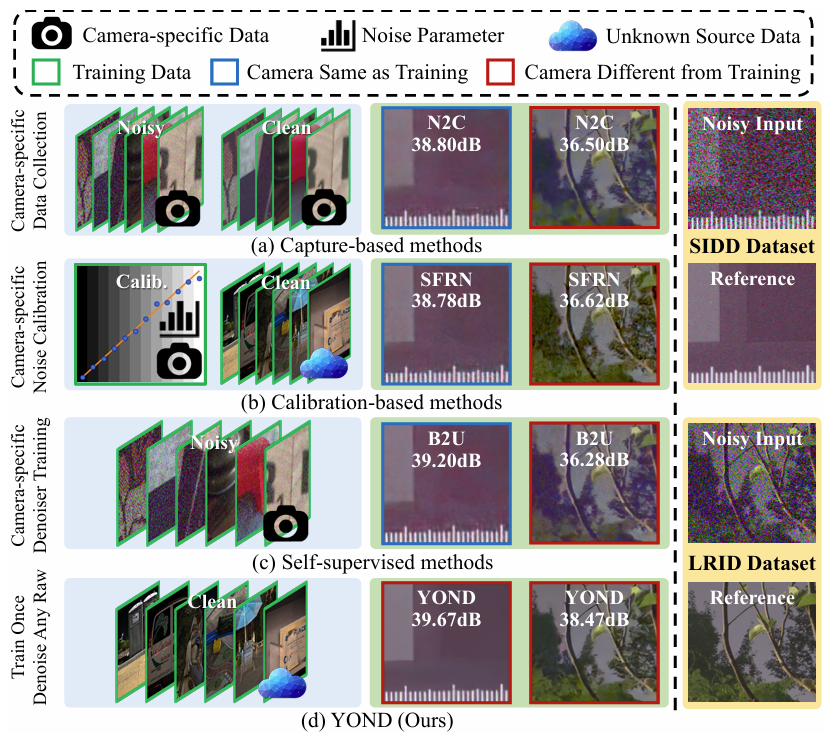 Camera-specific Data
Noise Parameter
Unknown Source Data
Training Data
Camera Same as Training
Camera Different from Training
Camera-specific
Data Collection
Noisy
Clean
N2C
38.80dB
N2C
36.50dB
Noisy Input
(a) Capture-based methods
SIDD Dataset
Camera-specific
Noise Calibration
Calib.
Clean
SFRN
38.78dB
SFRN
36.62dB
Reference
(b) Calibration-based methods
Camera-specific
Denoiser Training
Noisy
B2U
39.20dB
B2U
36.28dB
Noisy Input
(c) Self-supervised methods
LRID Dataset
Train Once
Denoise Any Raw
Clean
YOND
39.67dB
YOND
38.47dB
Reference
(d) YOND (Ours)